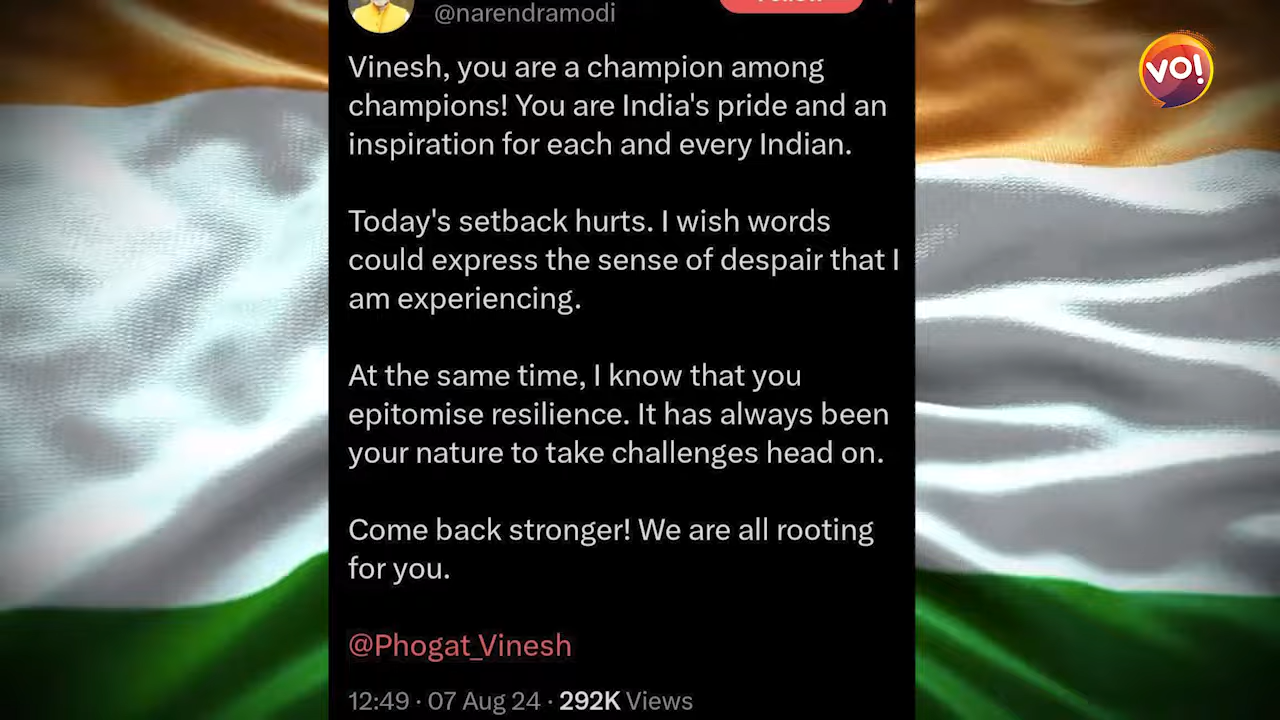 @narendramodi
VO!
Vinesh, you are a champion among
champions! You are India's pride and an
inspiration for each and every Indian.
Today's setback hurts. I wish words
could express the sense of despair that I
am experiencing.
At the same time, I know that you
epitomise resilience. It has always been
your nature to take challenges head on.
Come back stronger! We are all rooting
for you.
@Phogat_Vinesh
12:49 · 07 Aug 24 · 292K Views